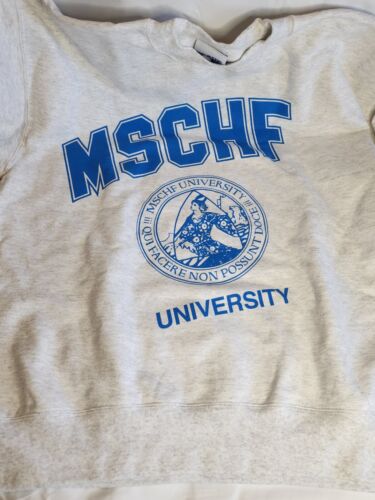 MSCHF
MSCHF UNIVERSITY
!!! QUI FACERE NON POSSUNT DOCE !!!
UNIVERSITY